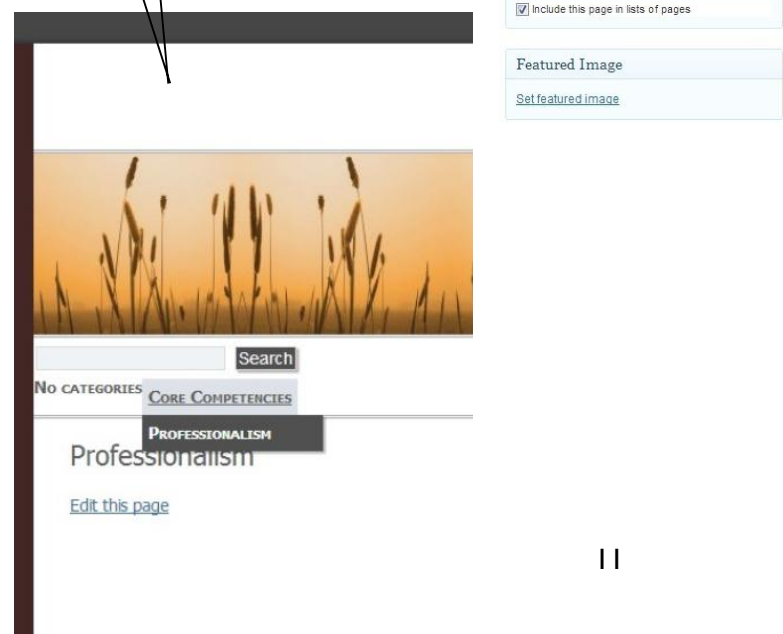 Include this page in lists of pages
Featured Image
Set featured image
Search
No categories
Core Competencies
Professionalism
Professionalism
Edit this page
11